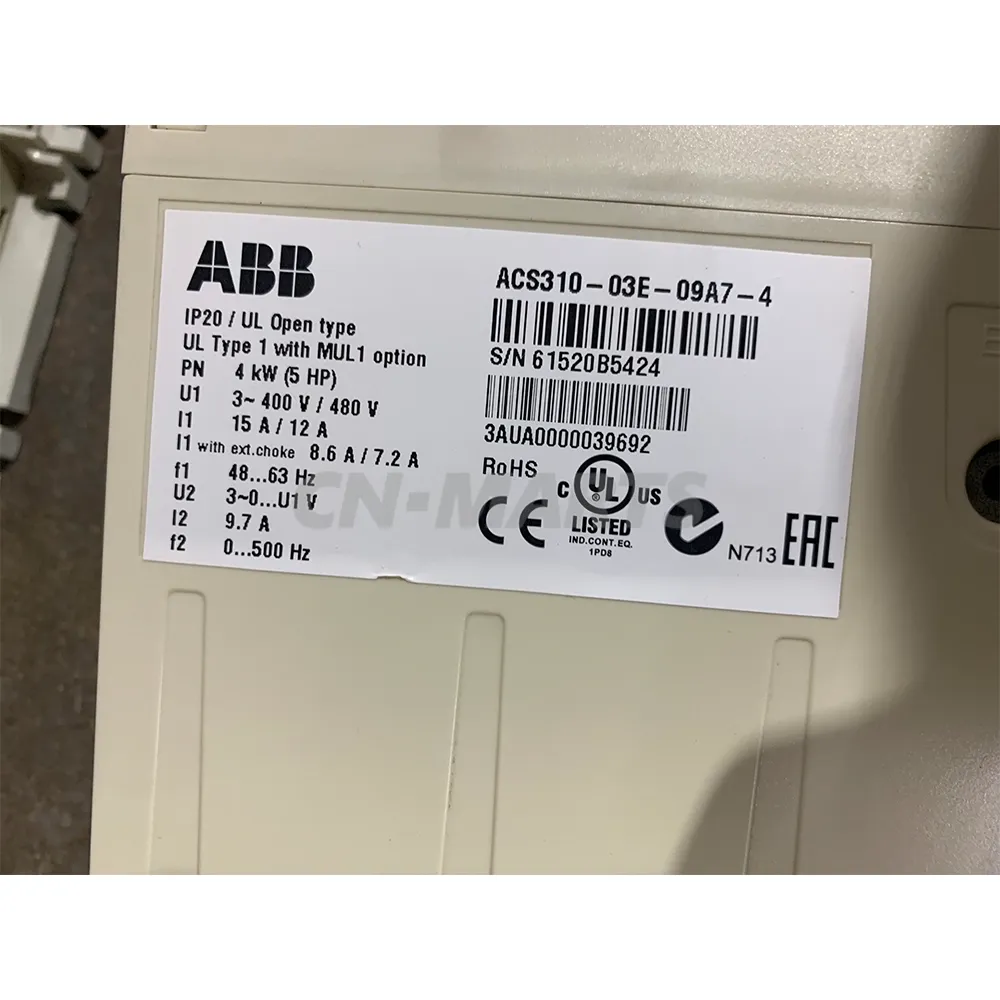 ABB
IP20 / UL Open type
UL Type 1 with MUL1 option
PN 4 kW (5 HP)
U1 3~ 400 V / 480 V
I1 15 A / 12 A
I1 with ext.choke 8.6 A / 7.2 A
f1 48...63 Hz
U2 3~0...U1 V
I2 9.7 A
f2 0...500 Hz
ACS310-03E-09A7-4
S/N 61520B5424
3AUA0000039692
RoHS
C UL US
®
LISTED
IND.CONT.EQ.
1PD8
CE
N713
EAC
CN-MARTS